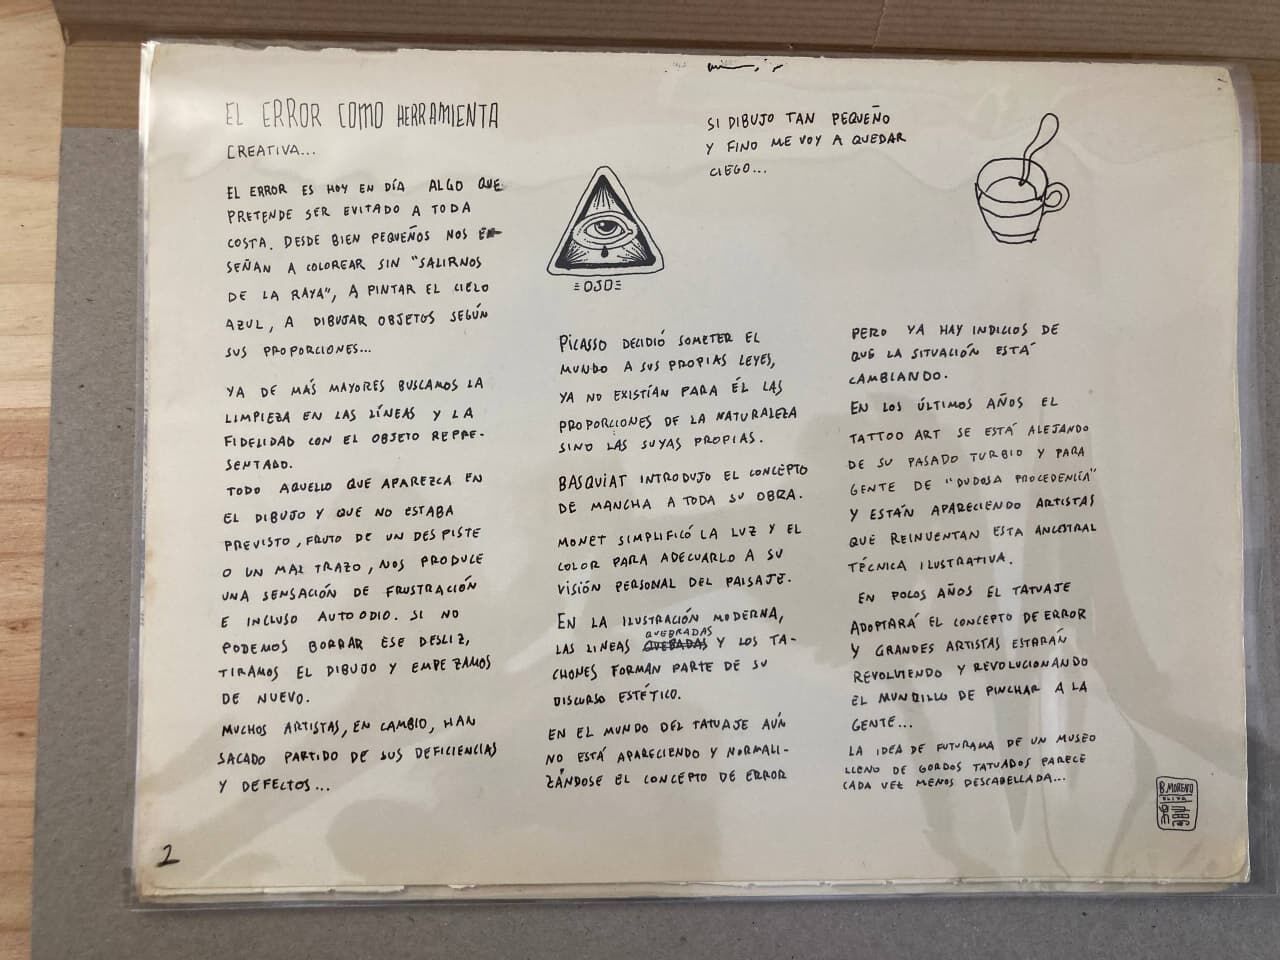 EL ERROR COMO HERRAMIENTA
CREATIVA...
EL ERROR ES HOY EN DÍA ALGO QUE
PRETENDE SER EVITADO A TODA
COSTA. DESDE BIEN PEQUEÑOS NOS EN-
SEÑAN A COLOREAR SIN "SALIRNOS
DE LA RAYA", A PINTAR EL CIELO
AZUL, A DIBUJAR OBJETOS SEGÚN
SUS PROPORCIONES...
YA DE MÁS MAYORES BUSCAMOS LA
LIMPIEZA EN LAS LÍNEAS Y LA
FIDELIDAD CON EL OBJETO REPRE-
SENTADO.
TODO AQUELLO QUE APAREZCA EN
EL DIBUJO Y QUE NO ESTABA
PREVISTO, FRUTO DE UN DESPISTE
O UN MAL TRAZO, NOS PRODUCE
UNA SENSACIÓN DE FRUSTRACIÓN
E INCLUSO AUTOODIO. SI NO
PODEMOS BORRAR ESE DESLIZ,
TIRAMOS EL DIBUJO Y EMPEZAMOS
DE NUEVO.
MUCHOS ARTISTAS, EN CAMBIO, HAN
SACADO PARTIDO DE SUS DEFICIENCIAS
Y DEFECTOS...
SI DIBUJO TAN PEQUEÑO
Y FINO ME VOY A QUEDAR
CIEGO...
OJO
PICASSO DECIDIÓ SOMETER EL
MUNDO A SUS PROPIAS LEYES,
YA NO EXISTÍAN PARA ÉL LAS
PROPORCIONES DE LA NATURALEZA
SINO LAS SUYAS PROPIAS.
BASQUIAT INTRODUJO EL CONCEPTO
DE MANCHA A TODA SU OBRA.
MONET SIMPLIFICÓ LA LUZ Y EL
COLOR PARA ADECUARLO A SU
VISIÓN PERSONAL DEL PAISAJE.
EN LA ILUSTRACIÓN MODERNA,
QUEBRADAS
LAS LINEAS QUEBADAS Y LOS TA-
CHONES FORMAN PARTE DE SU
DISCURSO ESTÉTICO.
EN EL MUNDO DEL TATUAJE AÚN
NO ESTÁ APARECIENDO Y NORMALI-
ZÁNDOSE EL CONCEPTO DE ERROR
PERO YA HAY INDICIOS DE
QUE LA SITUACIÓN ESTÁ
CAMBIANDO.
EN LOS ÚLTIMOS AÑOS EL
TATTOO ART SE ESTÁ ALEJANDO
DE SU PASADO TURBIO Y PARA
GENTE DE "DUDOSA PROCEDENCIA"
Y ESTÁN APARECIENDO ARTISTAS
QUE REINVENTAN ESTA ANCESTRAL
TÉCNICA ILUSTRATIVA.
EN POCOS AÑOS EL TATUAJE
ADOPTARÁ EL CONCEPTO DE ERROR
Y GRANDES ARTISTAS ESTARÁN
REVOLVIENDO Y REVOLUCIONANDO
EL MUNDILLO DE PINCHAR A LA
GENTE...
LA IDEA DE FUTURAMA DE UN MUSEO
LLENO DE GORDOS TATUADOS PARECE
CADA VEZ MENOS DESCABELLADA...
B. MORENO
2